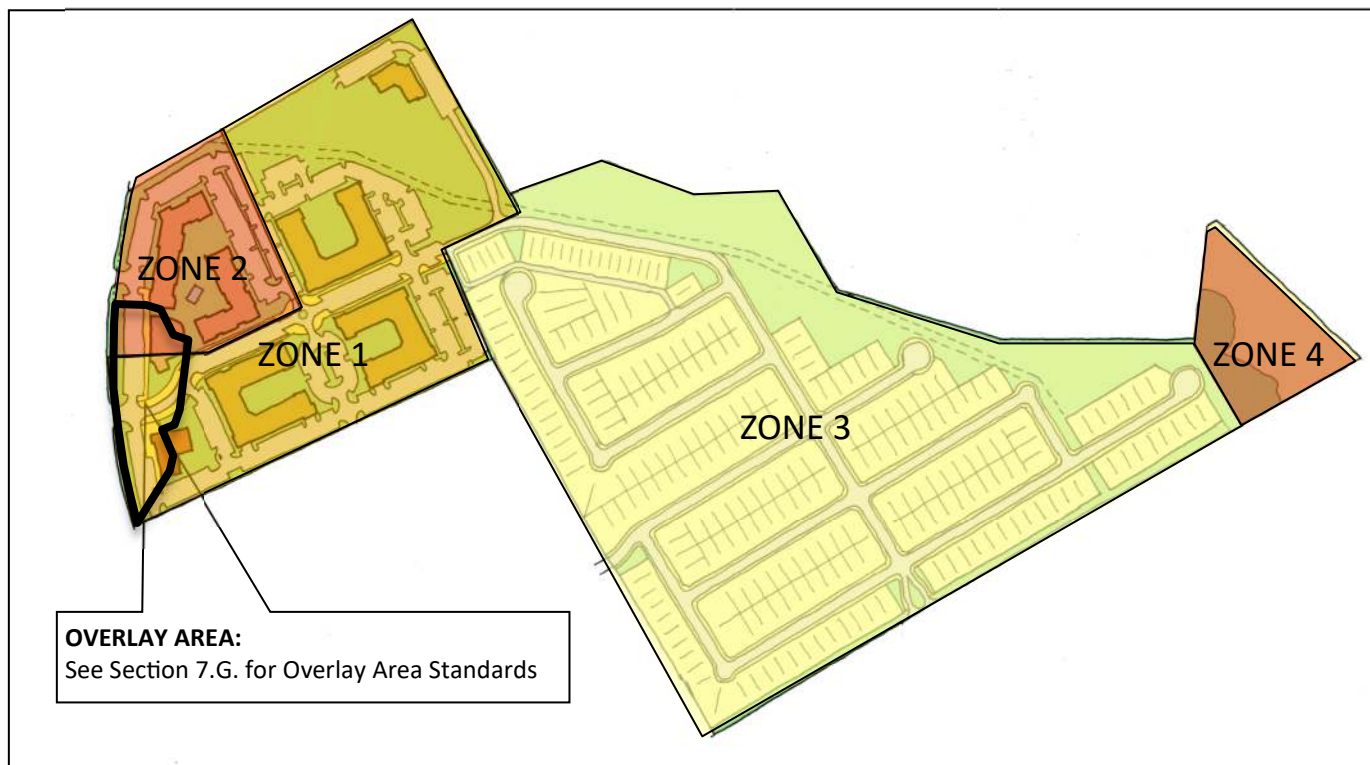 ZONE 2
ZONE 1
ZONE 3
ZONE 4
OVERLAY AREA:
See Section 7.G. for Overlay Area Standards